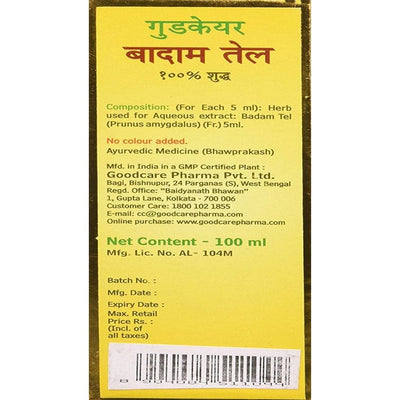 गुडकेयर
बादाम तेल
१००% शुद्ध
Composition: (For Each 5 ml): Herb
used for Aqueous extract: Badam Tel
(Prunus amygdalus) (Fr.) 5ml.
No colour added.
Ayurvedic Medicine (Bhawprakash)
Mfd. in India in a GMP Certified Plant :
Goodcare Pharma Pvt. Ltd.
Bagi, Bishnupur, 24 Parganas (S), West Bengal
Regd. Office: "Baidyanath Bhawan"
1, Gupta Lane, Kolkata - 700 006
Customer Care: 1800 102 1855
E-mail: cc@goodcarepharma.com
Online purchase: www.goodcarepharma.com
Net Content - 100 ml
Mfg. Lic. No. AL- 104M
Batch No. :
Mfg. Date :
Expiry Date :
Max. Retail
Price Rs. :
(Incl. of
all taxes)